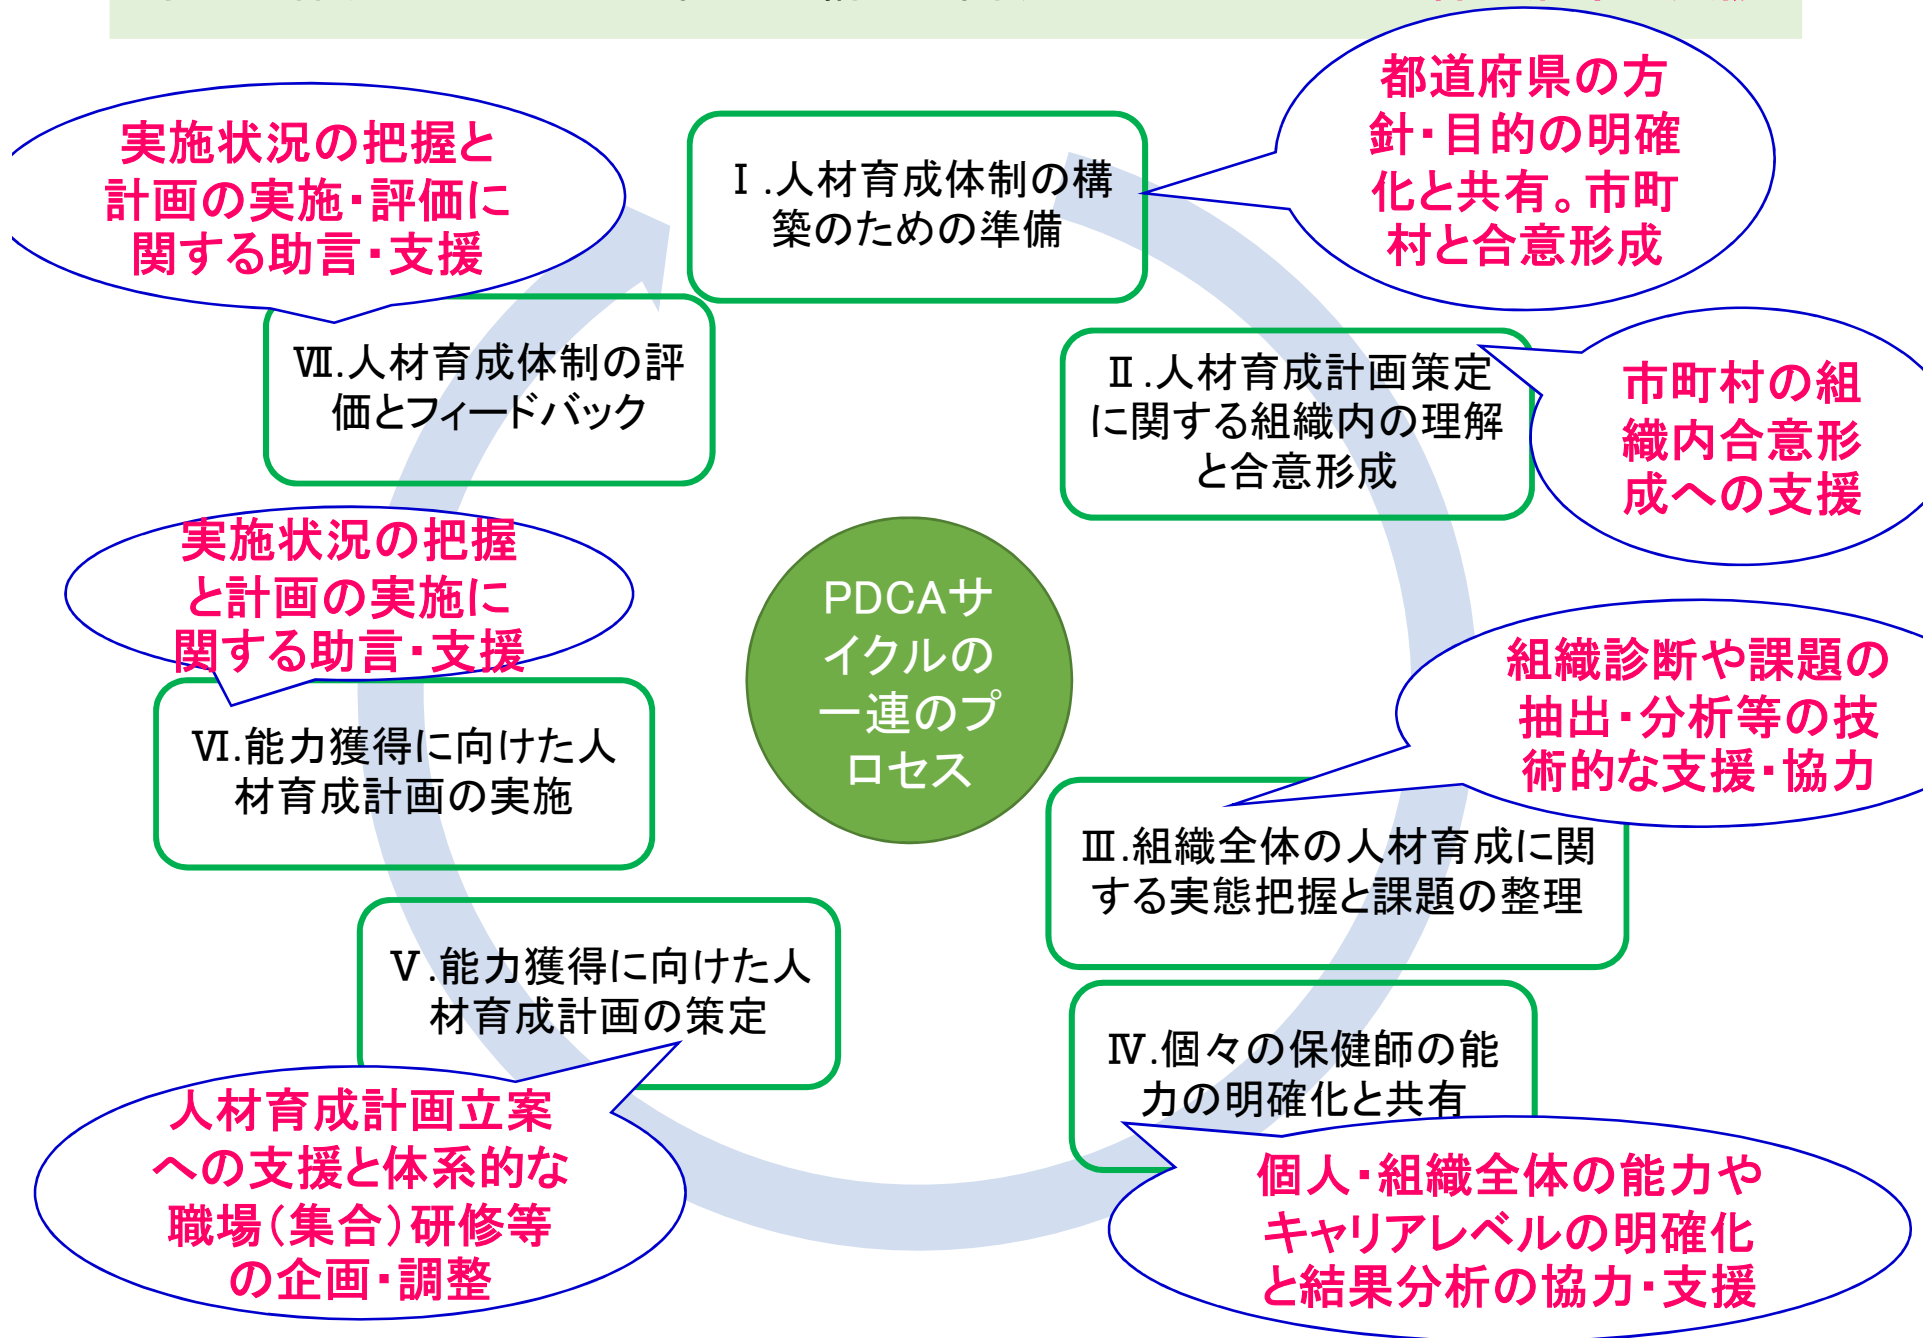 都道府県の方
針・目的の明確
化と共有。市町
村と合意形成
実施状況の把握と
計画の実施・評価に
関する助言・支援
Ⅰ.人材育成体制の構
築のための準備
Ⅶ.人材育成体制の評
価とフィードバック
Ⅱ.人材育成計画策定
に関する組織内の理解
と合意形成
市町村の組
織内合意形
成への支援
実施状況の把握
と計画の実施に
関する助言・支援
PDCAサ
イクルの
一連のプ
ロセス
組織診断や課題の
抽出・分析等の技
術的な支援・協力
Ⅵ.能力獲得に向けた人
材育成計画の実施
Ⅲ.組織全体の人材育成に関
する実態把握と課題の整理
Ⅴ.能力獲得に向けた人
材育成計画の策定
Ⅳ.個々の保健師の能
力の明確化と共有
人材育成計画立案
への支援と体系的な
職場（集合）研修等
の企画・調整
個人・組織全体の能力や
キャリアレベルの明確化
と結果分析の協力・支援